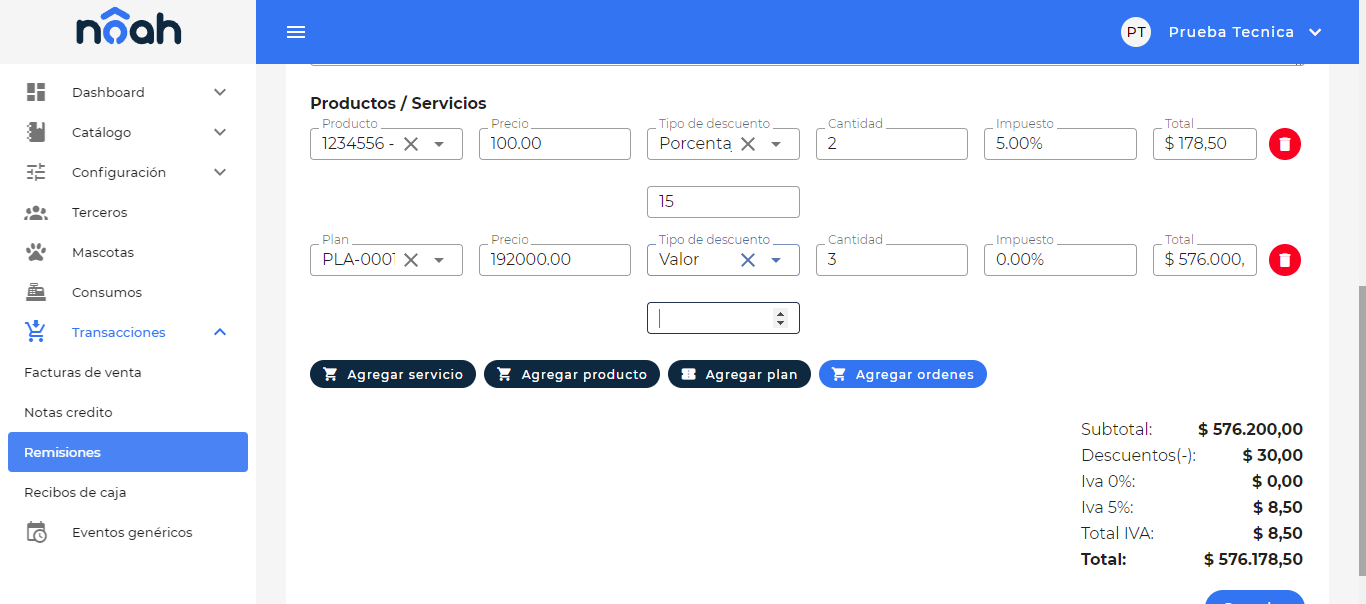 nôah
PT Prueba Tecnica
Dashboard
Catálogo
Configuración
Terceros
Mascotas
Consumos
Transacciones
Facturas de venta
Notas credito
Remisiones
Recibos de caja
Eventos genéricos
Productos / Servicios
Producto Precio Tipo de descuento Cantidad Impuesto Total
1234556 - 100.00 Porcenta 2 5.00% $ 178,50
15
Plan Precio Tipo de descuento Cantidad Impuesto Total
PLA-0001 192000.00 Valor 3 0.00% $ 576.000,
Agregar servicio Agregar producto Agregar plan Agregar ordenes
Subtotal: $ 576.200,00
Descuentos(-): $ 30,00
Iva 0%: $ 0,00
Iva 5%: $ 8,50
Total IVA: $ 8,50
Total: $ 576.178,50